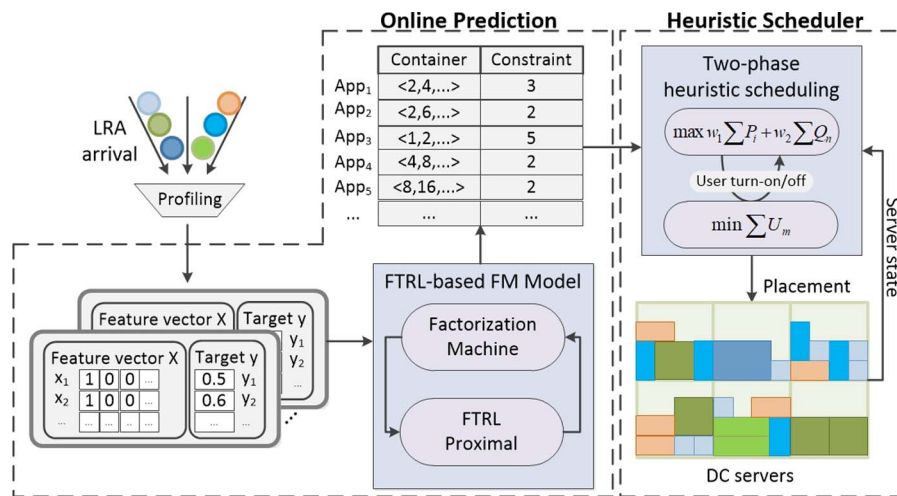 Online Prediction
Heuristic Scheduler
LRA
arrival
Profiling
Container Constraint
App1 <2,4,...> 3
App2 <2,6,...> 2
App3 <1,2,...> 5
App4 <4,8,...> 2
App5 <8,16,...> 2
... ... ...
Two-phase
heuristic scheduling
max w₁∑Pᵢ + w₂∑Qₙ
User turn-on/off
min ∑Uₘ
Server state
Placement
DC servers
FTRL-based FM Model
Factorization
Machine
FTRL
Proximal
Feature vector X Target y
y1
y2
...
Feature vector X Target y
x1 1 0 0 ... 0.5 y1
x2 1 0 0 ... 0.6 y2
... ... ... .. ... ... ...